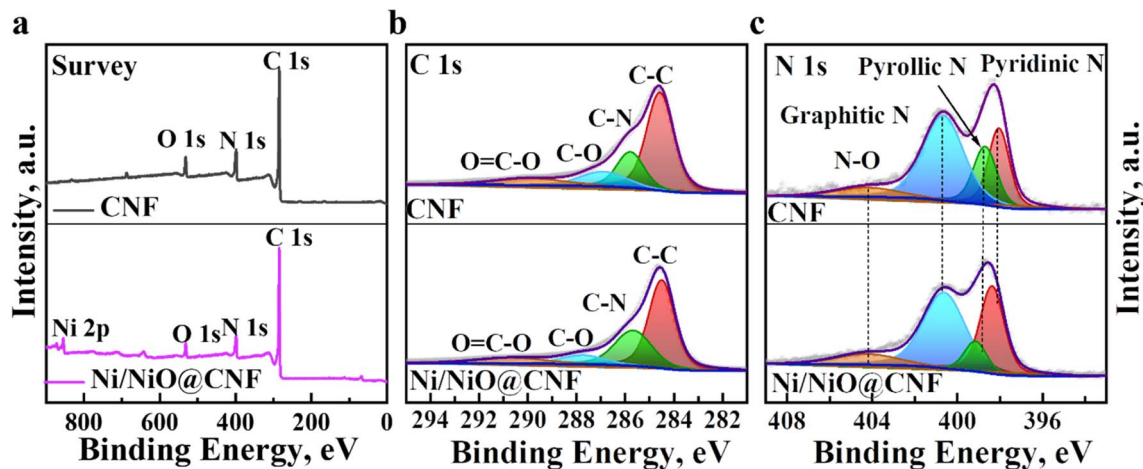 a
Intensity, a.u.
Survey
C 1s
O 1s
N 1s
CNF
C 1s
Ni 2p
O 1s
N 1s
Ni/NiO@CNF
800 600 400 200 0
Binding Energy, eV
b
C 1s
C-C
C-N
C-O
O=C-O
CNF
C-C
C-N
C-O
O=C-O
Ni/NiO@CNF
295 294 292 290 288 286 284 282
Binding Energy, eV
c
N 1s
Pyrollic N
Pyridinic N
Graphitic N
N-O
CNF
Ni/NiO@CNF
408 404 400 396
Binding Energy, eV
Intensity, a.u.